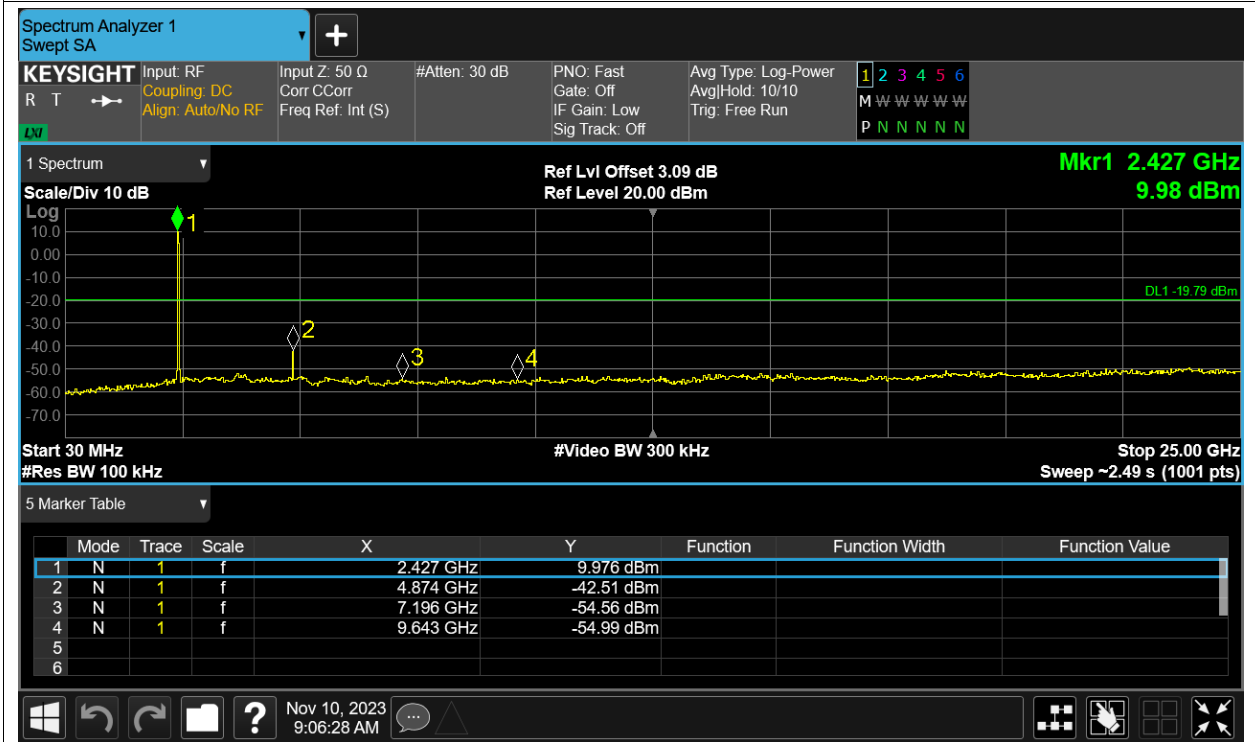 Spectrum Analyzer 1
Swept SA
KEYSIGHT
R T
LXI
Input: RF
Coupling: DC
Align: Auto/No RF
Input Z: 50 Ω
Corr CCorr
Freq Ref: Int (S)
#Atten: 30 dB
PNO: Fast
Gate: Off
IF Gain: Low
Sig Track: Off
Avg Type: Log-Power
Avg|Hold: 10/10
Trig: Free Run
1 2 3 4 5 6
M W W W W W
P N N N N N
1 Spectrum
Scale/Div 10 dB
Ref Lvl Offset 3.09 dB
Ref Level 20.00 dBm
Mkr1 2.427 GHz
9.98 dBm
Log
10.0
0.00
-10.0
-20.0
-30.0
-40.0
-50.0
-60.0
-70.0
1
2
3
4
DL1 -19.79 dBm
Start 30 MHz
#Video BW 300 kHz
Stop 25.00 GHz
#Res BW 100 kHz
Sweep ~2.49 s (1001 pts)
5 Marker Table
Mode Trace Scale X Y Function Function Width Function Value
1 N 1 f 2.427 GHz 9.976 dBm
2 N 1 f 4.874 GHz -42.51 dBm
3 N 1 f 7.196 GHz -54.56 dBm
4 N 1 f 9.643 GHz -54.99 dBm
5
6
?
Nov 10, 2023
9:06:28 AM